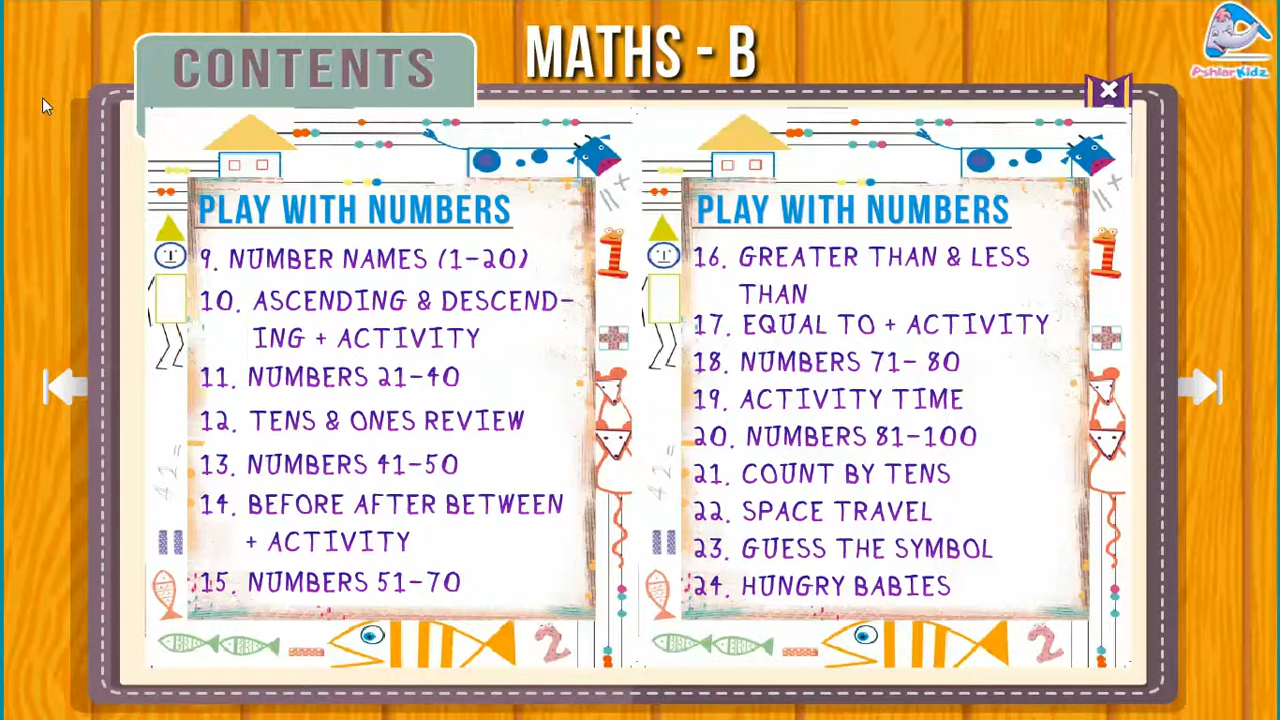 MATHS - B
CONTENTS
AshlarKidz
PLAY WITH NUMBERS
9. NUMBER NAMES (1-20)
10. ASCENDING & DESCEND-
ING + ACTIVITY
11. NUMBERS 21-40
12. TENS & ONES REVIEW
13. NUMBERS 41-50
14. BEFORE AFTER BETWEEN
+ ACTIVITY
15. NUMBERS 51-70
PLAY WITH NUMBERS
16. GREATER THAN & LESS
THAN
17. EQUAL TO + ACTIVITY
18. NUMBERS 71- 80
19. ACTIVITY TIME
20. NUMBERS 81-100
21. COUNT BY TENS
22. SPACE TRAVEL
23. GUESS THE SYMBOL
24. HUNGRY BABIES